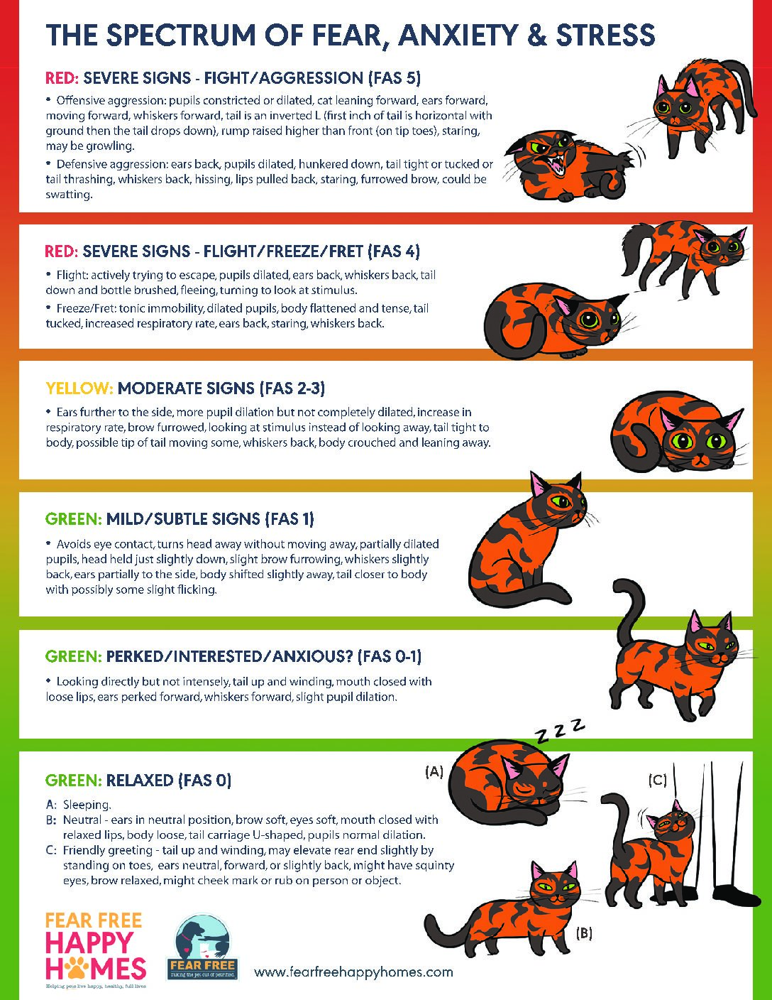 THE SPECTRUM OF FEAR, ANXIETY & STRESS
RED: SEVERE SIGNS - FIGHT/AGGRESSION (FAS 5)
• Offensive aggression: pupils constricted or dilated, cat leaning forward, ears forward,
moving forward, whiskers forward, tail is an inverted L (first inch of tail is horizontal with
ground then the tail drops down), rump raised higher than front (on tip toes), staring,
may be growling.
• Defensive aggression: ears back, pupils dilated, hunkered down, tail tight or tucked or
tail thrashing, whiskers back, hissing, lips pulled back, staring, furrowed brow, could be
swatting.
RED: SEVERE SIGNS - FLIGHT/FREEZE/FRET (FAS 4)
• Flight: actively trying to escape, pupils dilated, ears back, whiskers back, tail
down and bottle brushed, fleeing, turning to look at stimulus.
• Freeze/Fret: tonic immobility, dilated pupils, body flattened and tense, tail
tucked, increased respiratory rate, ears back, staring, whiskers back.
YELLOW: MODERATE SIGNS (FAS 2-3)
• Ears further to the side, more pupil dilation but not completely dilated, increase in
respiratory rate, brow furrowed, looking at stimulus instead of looking away, tail tight to
body, possible tip of tail moving some, whiskers back, body crouched and leaning away.
GREEN: MILD/SUBTLE SIGNS (FAS 1)
• Avoids eye contact, turns head away without moving away, partially dilated
pupils, head held just slightly down, slight brow furrowing, whiskers slightly
back, ears partially to the side, body shifted slightly away, tail closer to body
with possibly some slight flicking.
GREEN: PERKED/INTERESTED/ANXIOUS? (FAS 0-1)
• Looking directly but not intensely, tail up and winding, mouth closed with
loose lips, ears perked forward, whiskers forward, slight pupil dilation.
Z Z Z
GREEN: RELAXED (FAS 0)
(A)
(C)
A: Sleeping.
B: Neutral - ears in neutral position, brow soft, eyes soft, mouth closed with
relaxed lips, body loose, tail carriage U-shaped, pupils normal dilation.
C: Friendly greeting - tail up and winding, may elevate rear end slightly by
standing on toes, ears neutral, forward, or slightly back, might have squinty
eyes, brow relaxed, might cheek mark or rub on person or object.
(B)
FEAR FREE
HAPPY
HOMES
Helping pets live happy, healthy, full lives
FEAR FREE
Taking the pet out of petrified.
www.fearfreehappyhomes.com